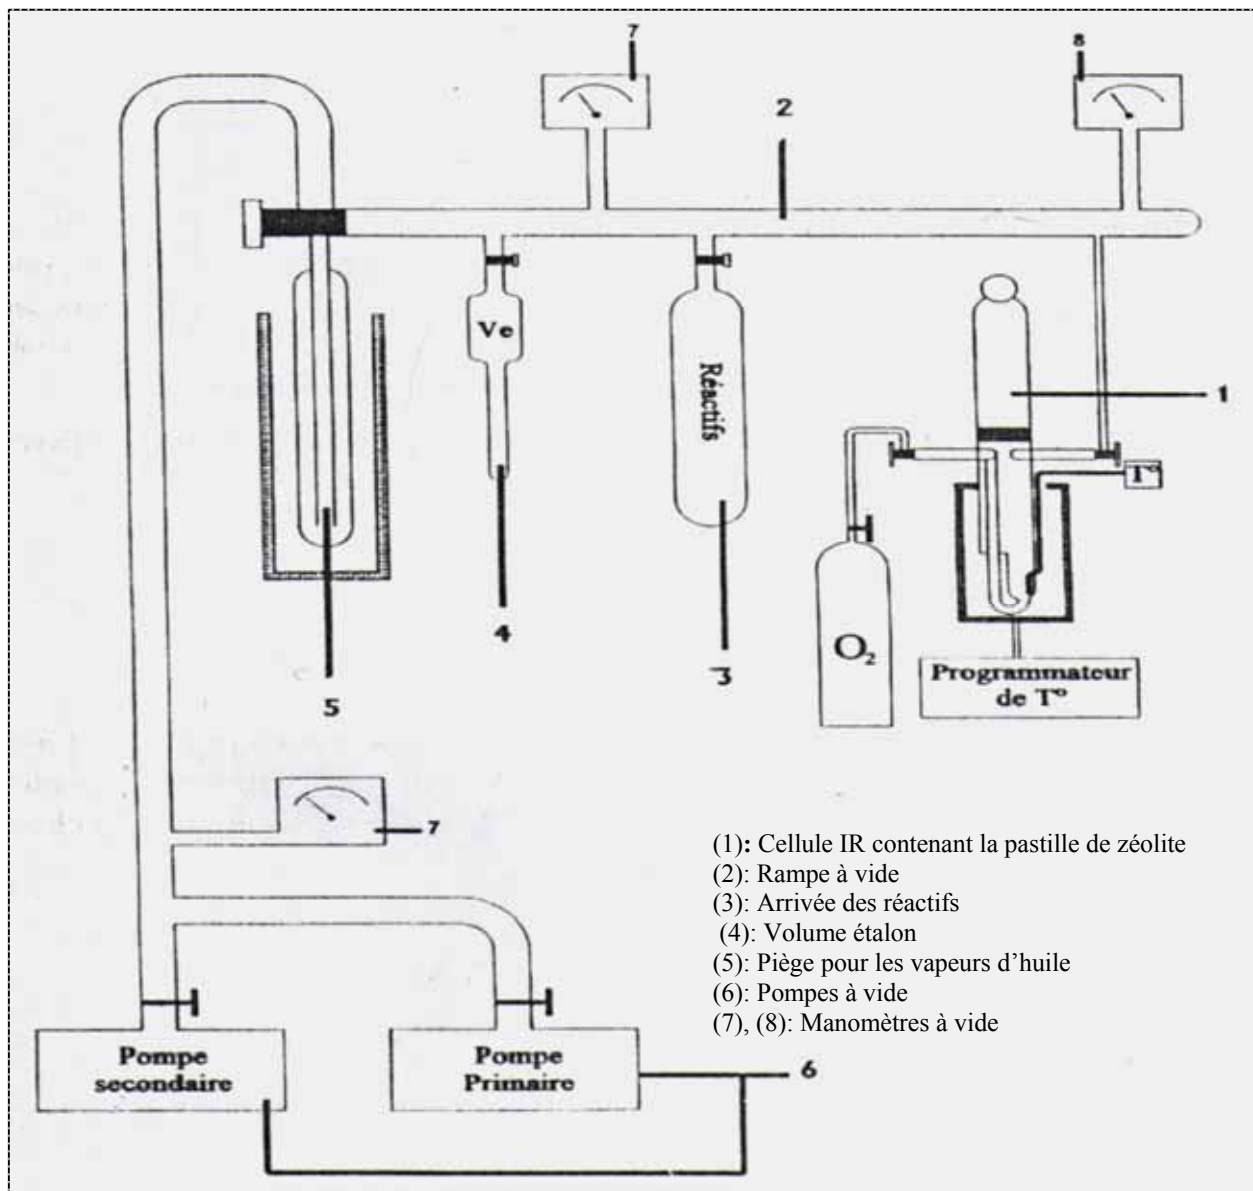 7
8
2
Ve
Réactifs
1
T°
4
O₂
3
Programmateur
de T°
5
7
(1): Cellule IR contenant la pastille de zéolite
(2): Rampe à vide
(3): Arrivée des réactifs
(4): Volume étalon
(5): Piège pour les vapeurs d’huile
(6): Pompes à vide
(7), (8): Manomètres à vide
Pompe
secondaire
Pompe
Primaire
6